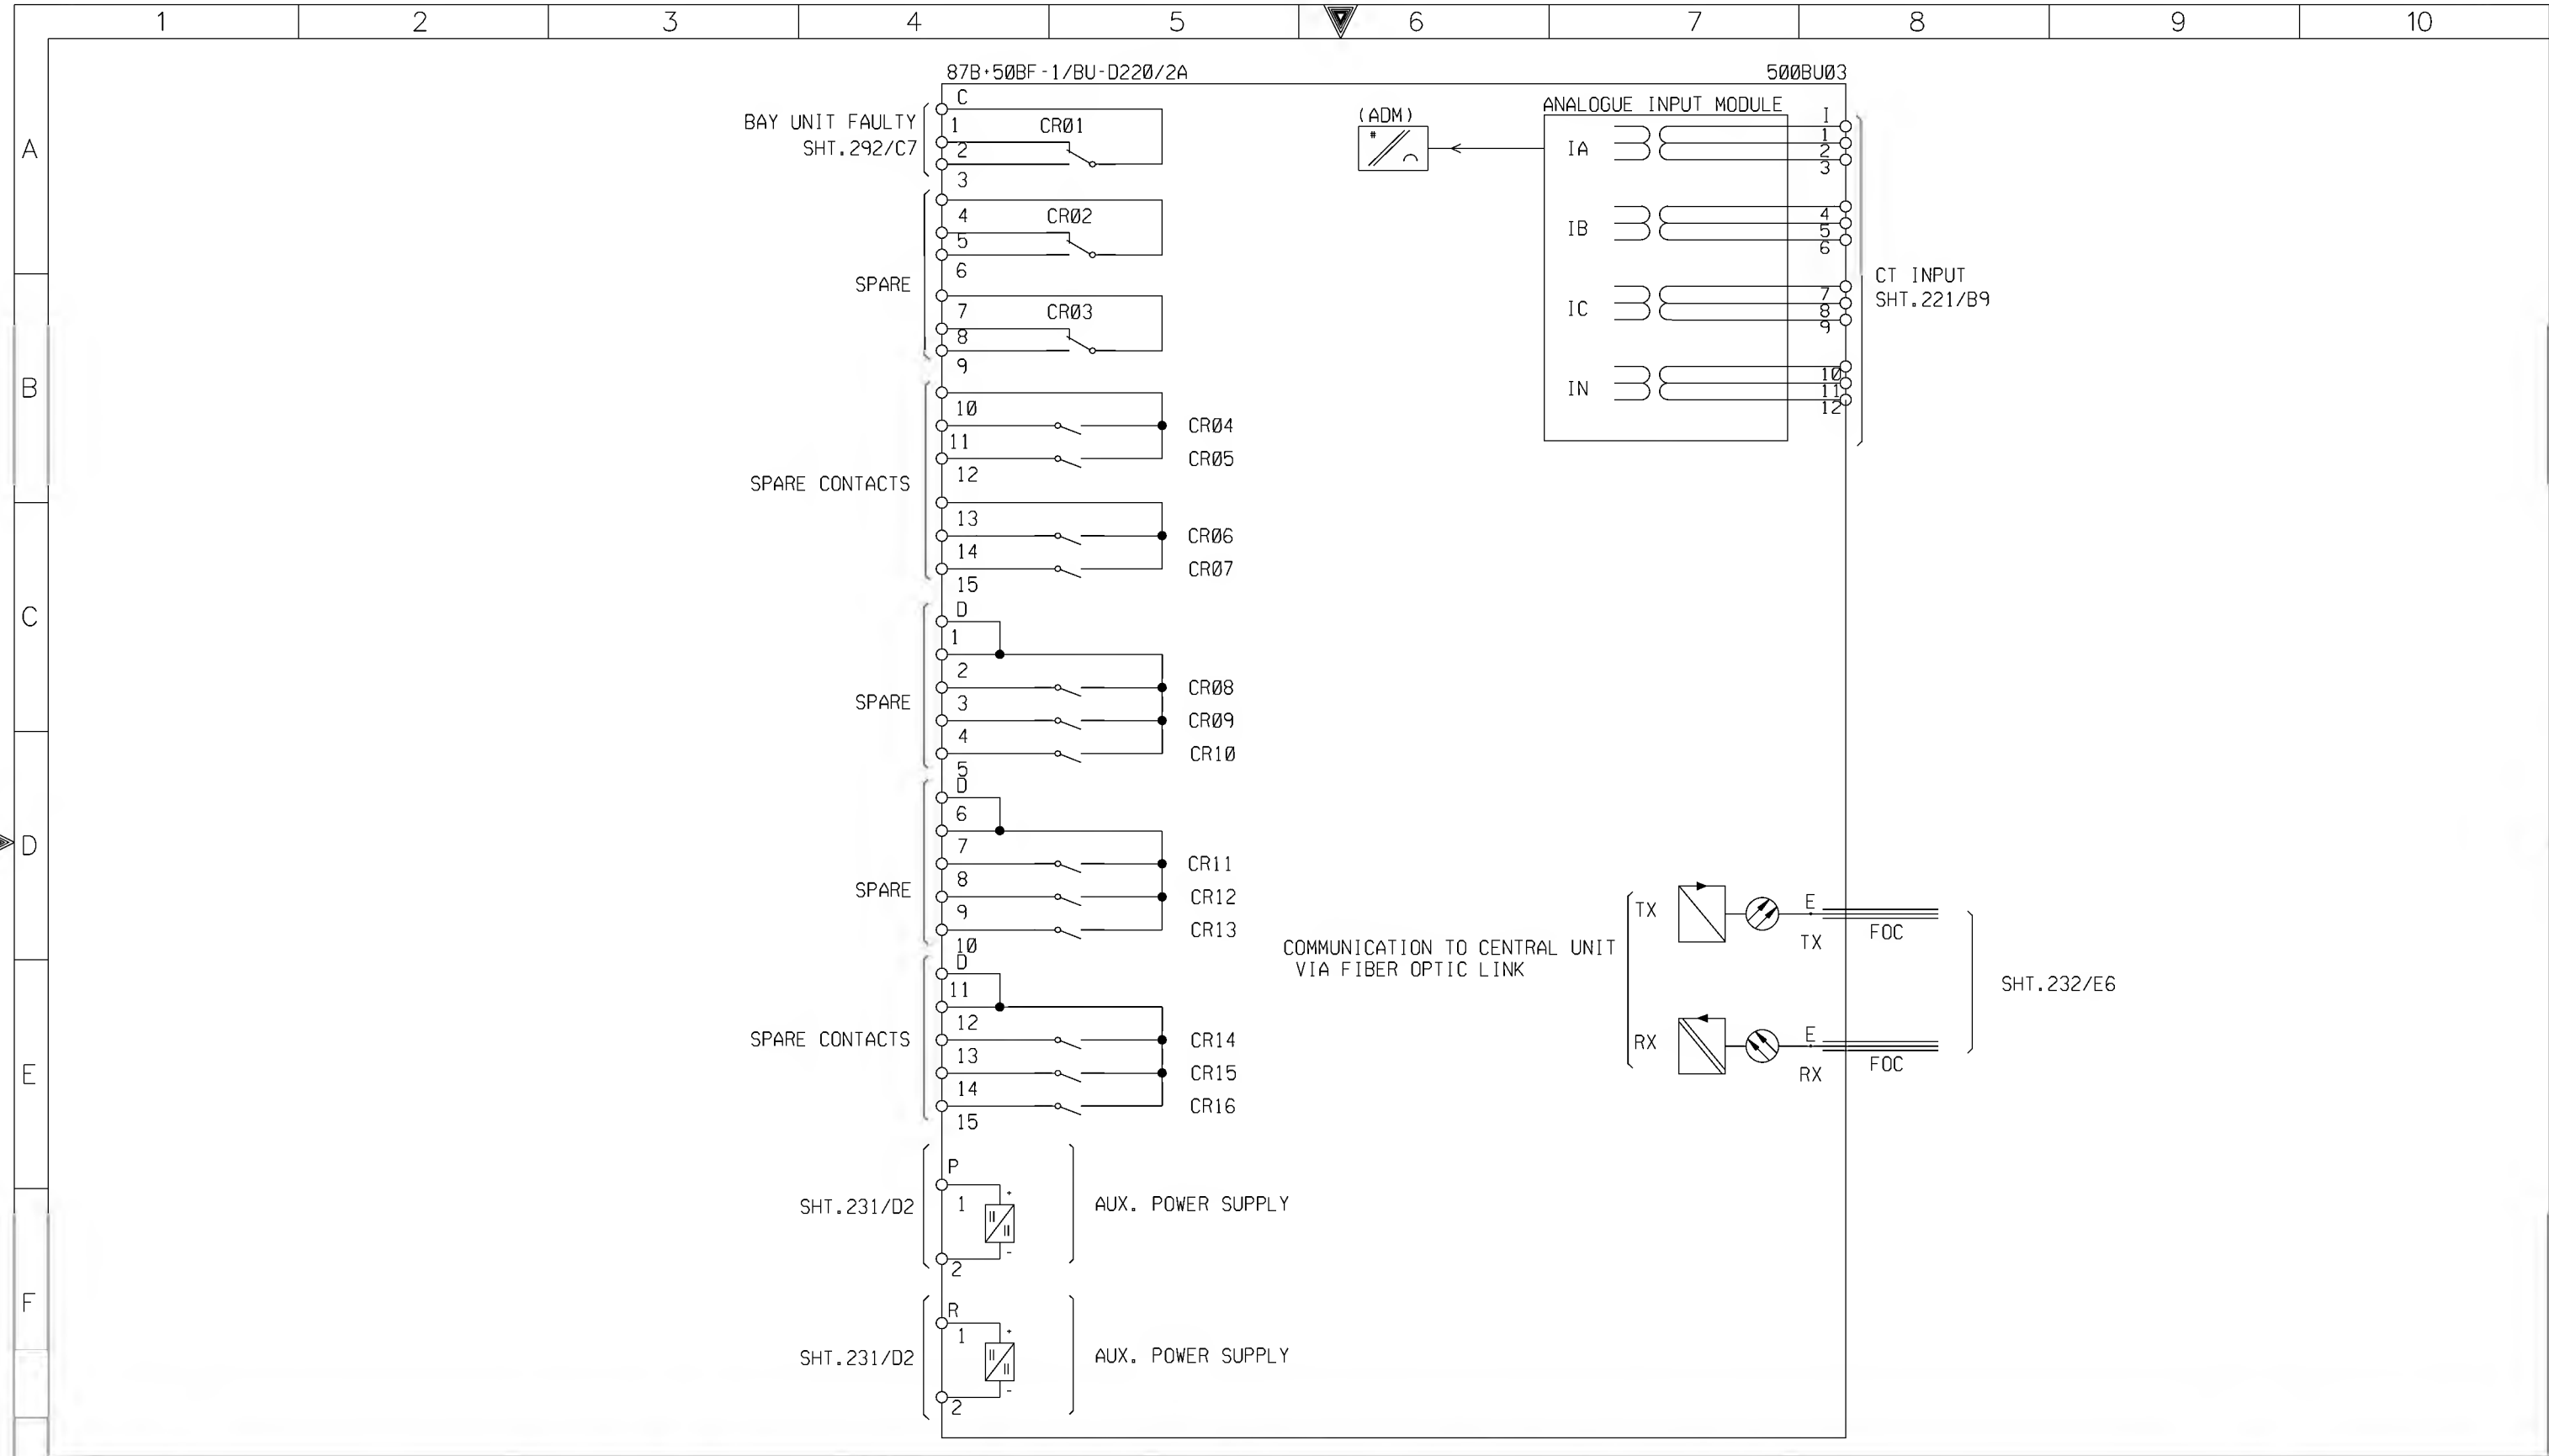 1 2 3 4 5 6 7 8 9 10
A
B
C
D
E
F
87B+50BF-1/BU-D220/2A
500BU03
BAY UNIT FAULTY
SHT.292/C7
C
1
CR01
2
3
4
CR02
5
6
SPARE
7
CR03
8
9
10
CR04
11
CR05
12
SPARE CONTACTS
13
CR06
14
CR07
15
D
1
2
CR08
SPARE
3
CR09
4
CR10
5
D
6
7
CR11
8
SPARE
CR12
9
CR13
10
D
11
12
SPARE CONTACTS
CR14
13
CR15
14
CR16
15
P
SHT.231/D2
1
+
-
AUX. POWER SUPPLY
2
R
1
+
SHT.231/D2
-
AUX. POWER SUPPLY
2
(ADM)
#
ANALOGUE INPUT MODULE
I
IA
1
2
3
IB
4
5
6
IC
7
8
9
IN
10
11
12
CT INPUT
SHT.221/B9
COMMUNICATION TO CENTRAL UNIT
VIA FIBER OPTIC LINK
TX
E
TX
FOC
SHT.232/E6
RX
E
RX
FOC